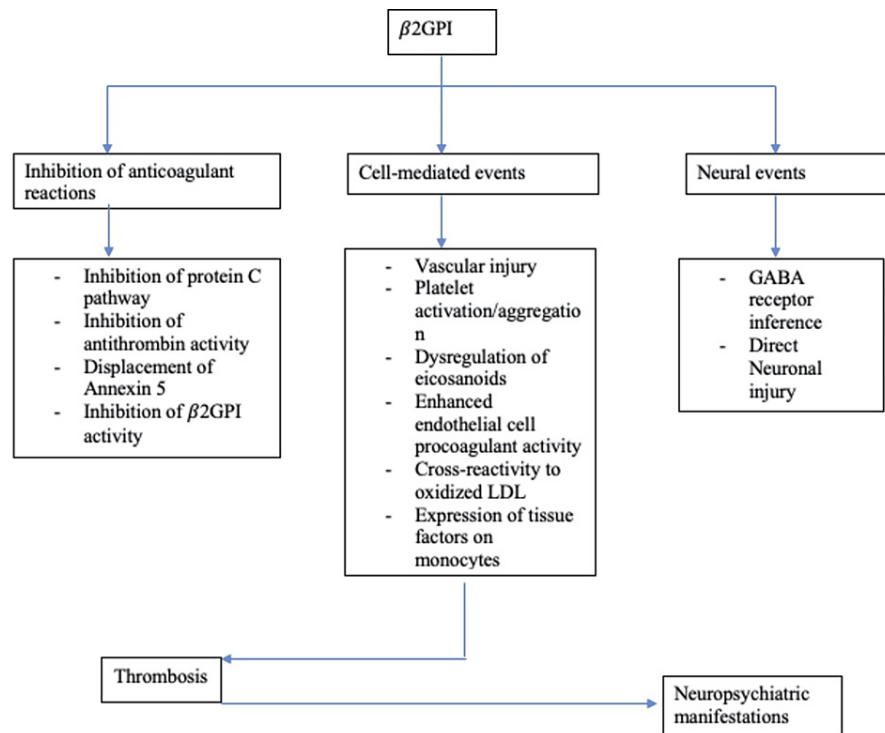 𝛽2GPI
Inhibition of anticoagulant
reactions
Cell-mediated events
Neural events
- Inhibition of protein C
pathway
- Inhibition of
antithrombin activity
- Displacement of
Annexin 5
- Inhibition of 𝛽2GPI
activity
- Vascular injury
- Platelet
activation/aggregatio
n
- Dysregulation of
eicosanoids
- Enhanced
endothelial cell
procoagulant activity
- Cross-reactivity to
oxidized LDL
- Expression of tissue
factors on
monocytes
- GABA
receptor
inference
- Direct
Neuronal
injury
Thrombosis
Neuropsychiatric
manifestations